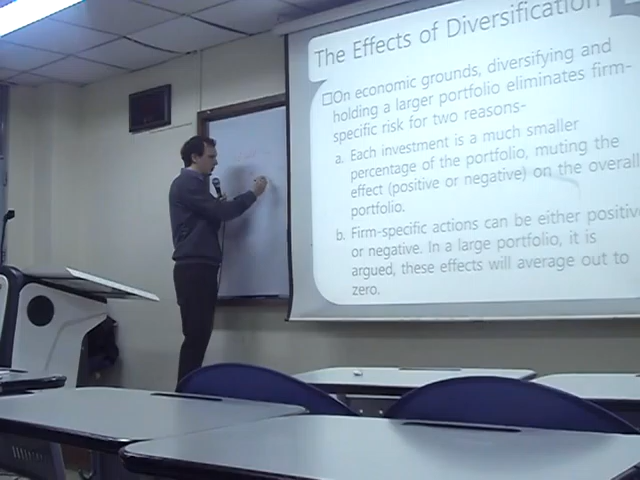 The Effects of Diversification
□On economic grounds, diversifying and
holding a larger portfolio eliminates firm-
specific risk for two reasons-
a. Each investment is a much smaller
percentage of the portfolio, muting the
effect (positive or negative) on the overall
portfolio.
b. Firm-specific actions can be either positive
or negative. In a large portfolio, it is
argued, these effects will average out to
zero.